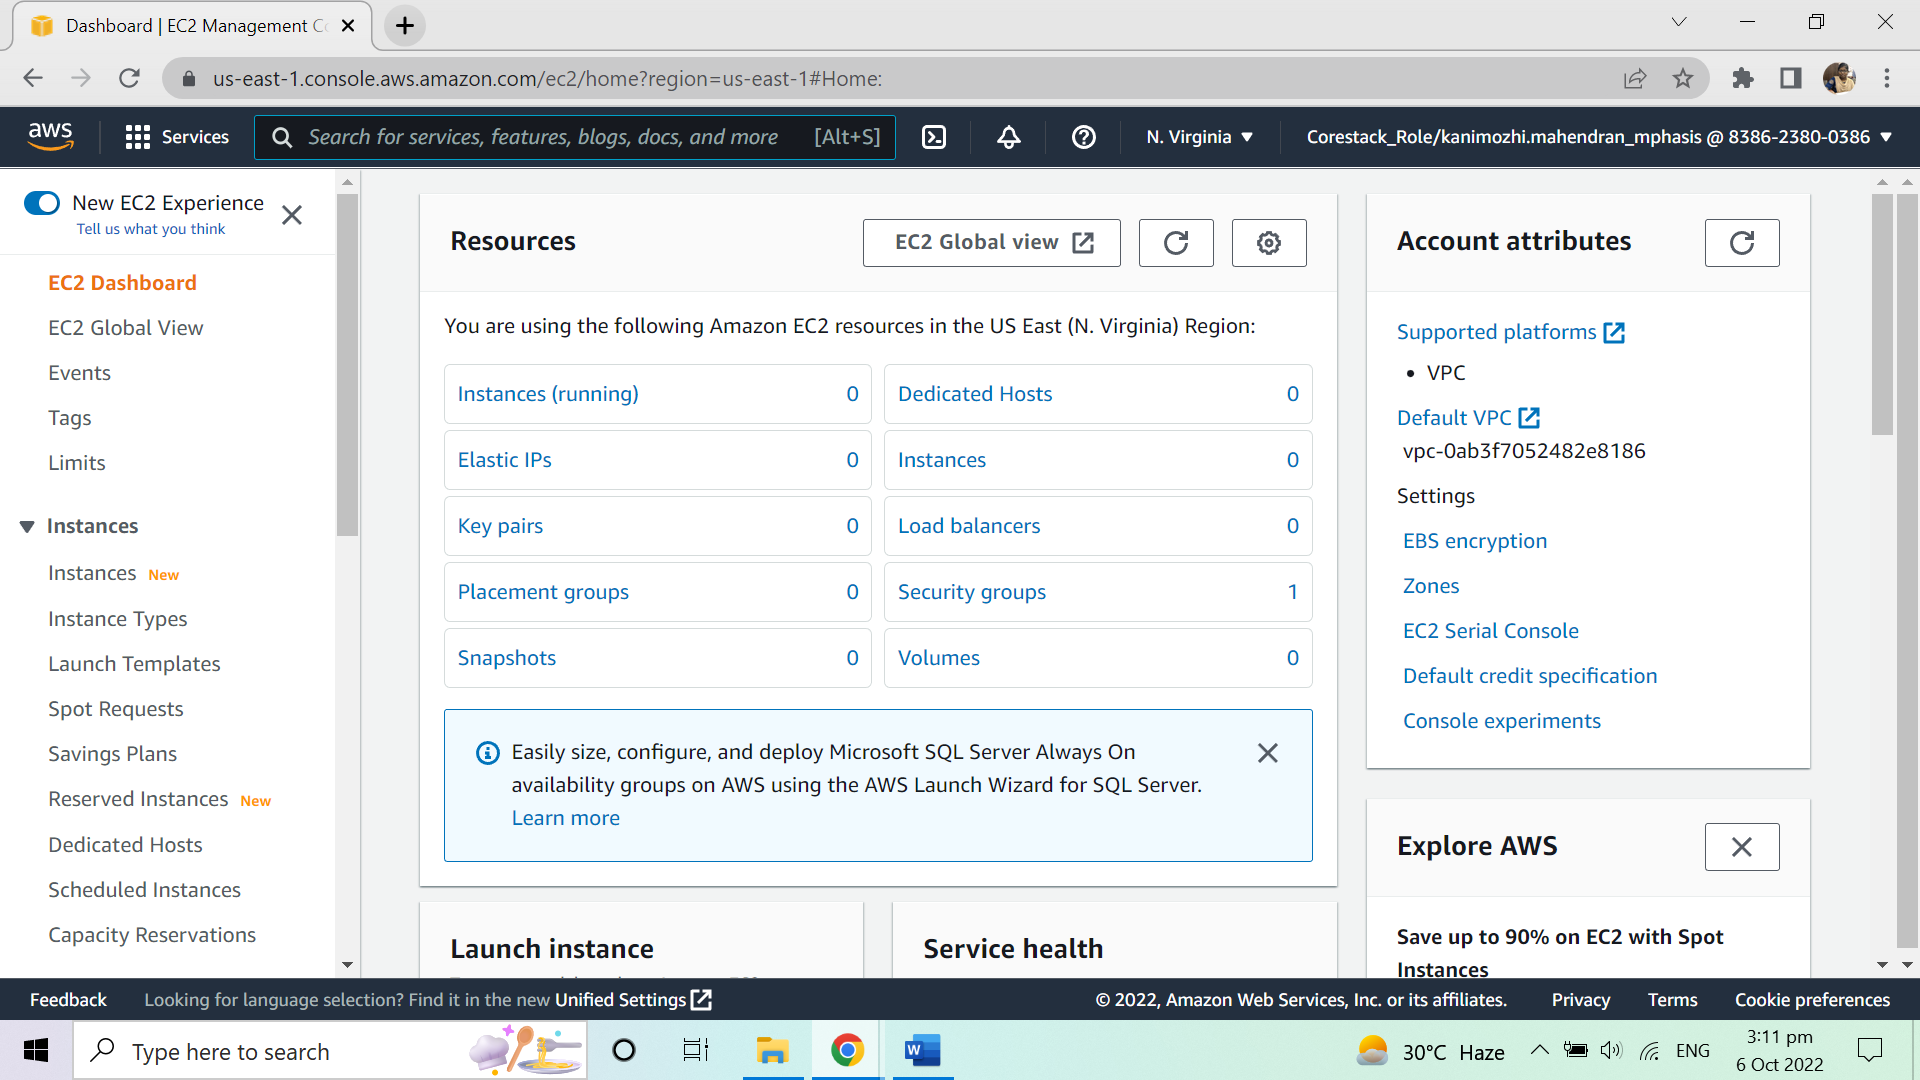 Dashboard | EC2 Management Co
us-east-1.console.aws.amazon.com/ec2/home?region=us-east-1#Home:
aws
Services
Search for services, features, blogs, docs, and more [Alt+S]
N. Virginia
Corestack_Role/kanimozhi.mahendran_mphasis @ 8386-2380-0386
New EC2 Experience
Tell us what you think
EC2 Dashboard
EC2 Global View
Events
Tags
Limits
Instances
Instances New
Instance Types
Launch Templates
Spot Requests
Savings Plans
Reserved Instances New
Dedicated Hosts
Scheduled Instances
Capacity Reservations
Resources
EC2 Global view
You are using the following Amazon EC2 resources in the US East (N. Virginia) Region:
Instances (running) 0
Dedicated Hosts 0
Elastic IPs 0
Instances 0
Key pairs 0
Load balancers 0
Placement groups 0
Security groups 1
Snapshots 0
Volumes 0
Easily size, configure, and deploy Microsoft SQL Server Always On
availability groups on AWS using the AWS Launch Wizard for SQL Server.
Learn more
Launch instance
Service health
Account attributes
Supported platforms
• VPC
Default VPC
vpc-0ab3f7052482e8186
Settings
EBS encryption
Zones
EC2 Serial Console
Default credit specification
Console experiments
Explore AWS
Save up to 90% on EC2 with Spot
Instances
Feedback
Looking for language selection? Find it in the new Unified Settings
© 2022, Amazon Web Services, Inc. or its affiliates.
Privacy
Terms
Cookie preferences
Type here to search
W
30°C Haze
ENG
3:11 pm
6 Oct 2022